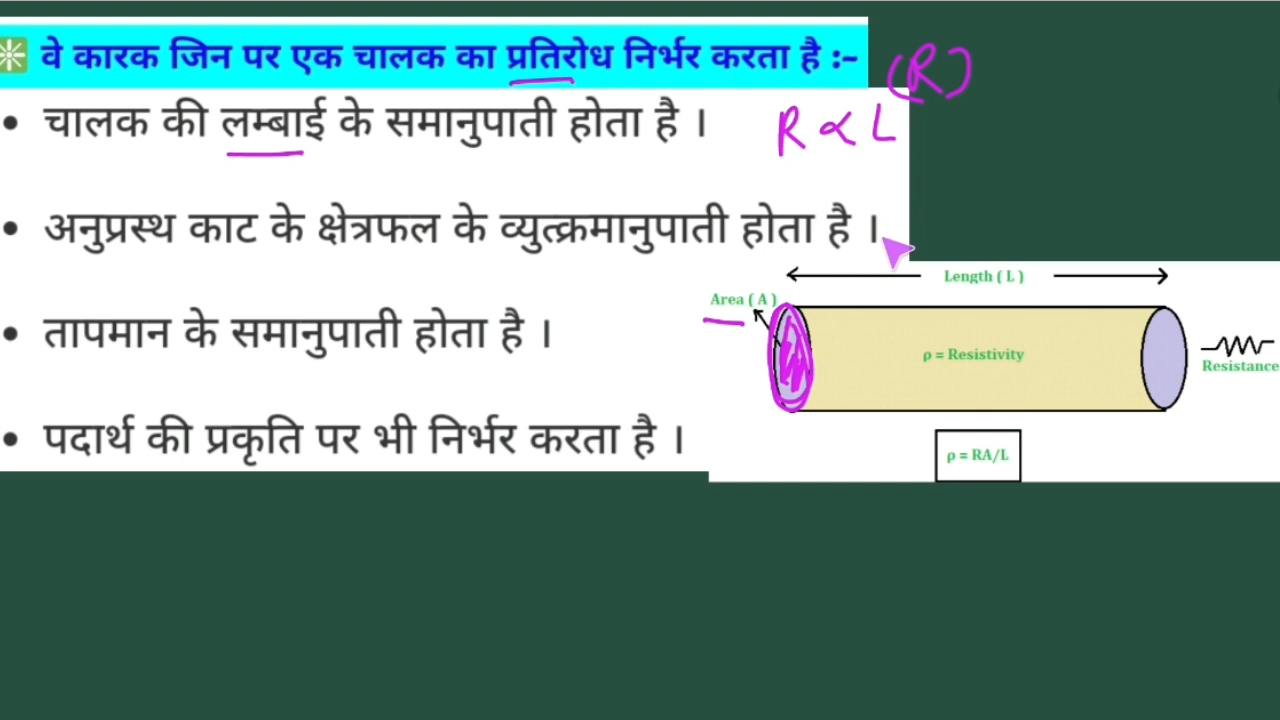 वे कारक जिन पर एक चालक का प्रतिरोध निर्भर करता है :-
(R)
• चालक की लम्बाई के समानुपाती होता है ।
R ∝ L
• अनुप्रस्थ काट के क्षेत्रफल के व्युत्क्रमानुपाती होता है ।
• तापमान के समानुपाती होता है ।
• पदार्थ की प्रकृति पर भी निर्भर करता है ।
Length ( L )
Area ( A )
ρ = Resistivity
Resistance
ρ = RA/L